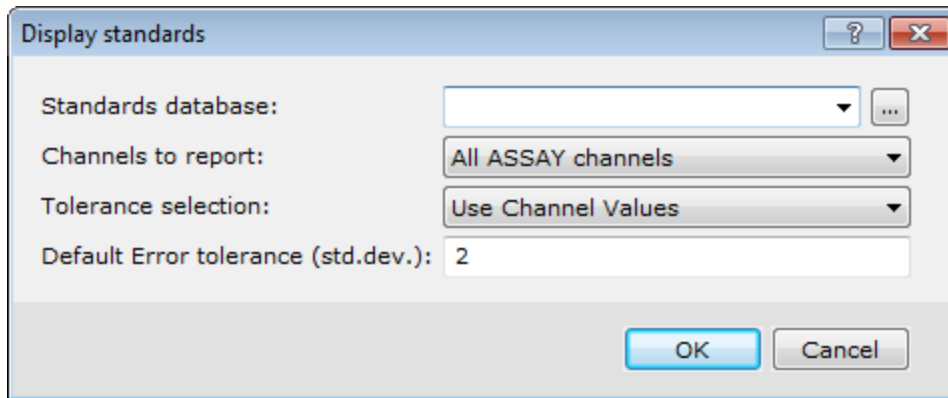 Display standards
?
Standards database:
...
Channels to report: All ASSAY channels
Tolerance selection: Use Channel Values
Default Error tolerance (std.dev.): 2
OK Cancel